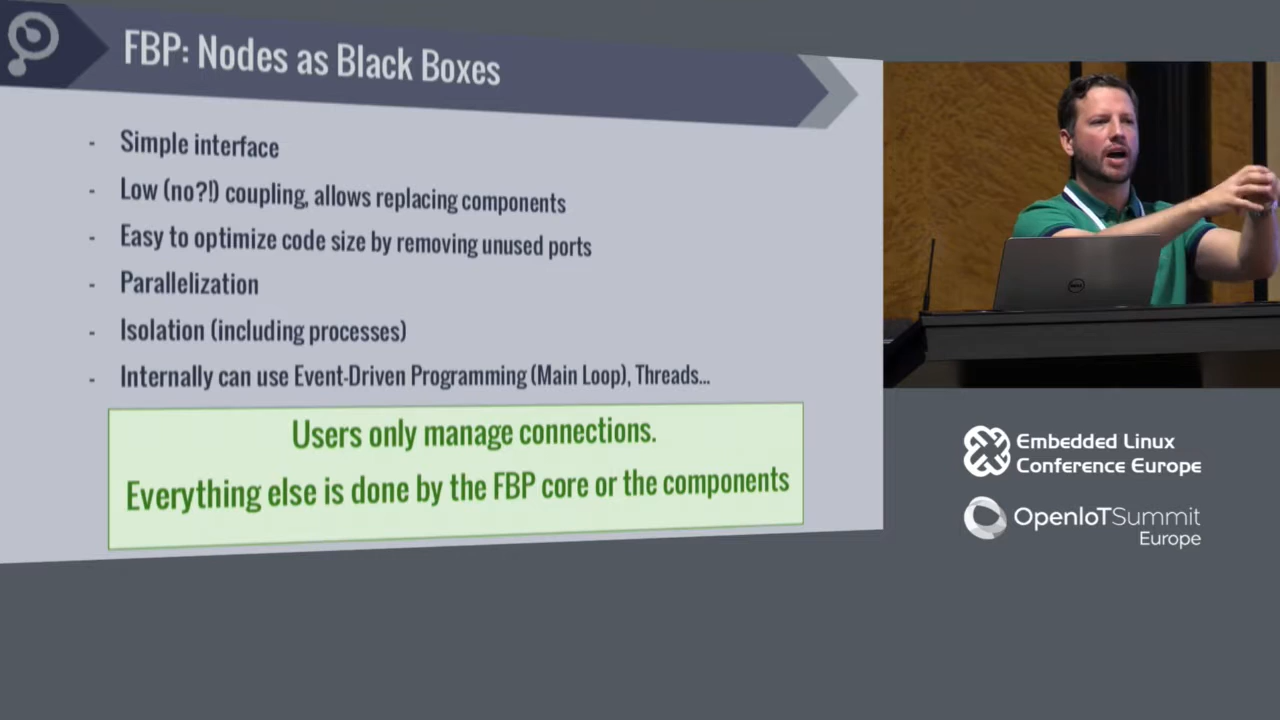 FBP: Nodes as Black Boxes
- Simple interface
- Low (no?!) coupling, allows replacing components
- Easy to optimize code size by removing unused ports
- Parallelization
- Isolation (including processes)
- Internally can use Event-Driven Programming (Main Loop), Threads...
Users only manage connections.
Everything else is done by the FBP core or the components
DELL
Embedded Linux
Conference Europe
OpenIoTSummit
Europe